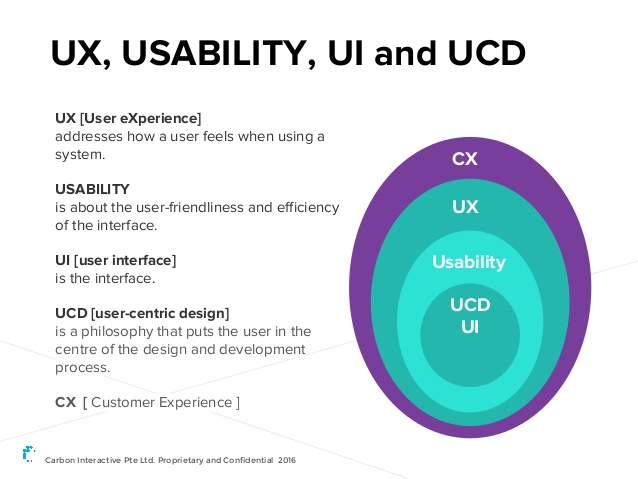 UX, USABILITY, UI and UCD
UX [User eXperience]
addresses how a user feels when using a
system.
USABILITY
is about the user-friendliness and efficiency
of the interface.
UI [user interface]
is the interface.
UCD [user-centric design]
is a philosophy that puts the user in the
centre of the design and development
process.
CX [ Customer Experience ]
CX
UX
Usability
UCD
UI
Carbon Interactive Pte Ltd. Proprietary and Confidential 2016